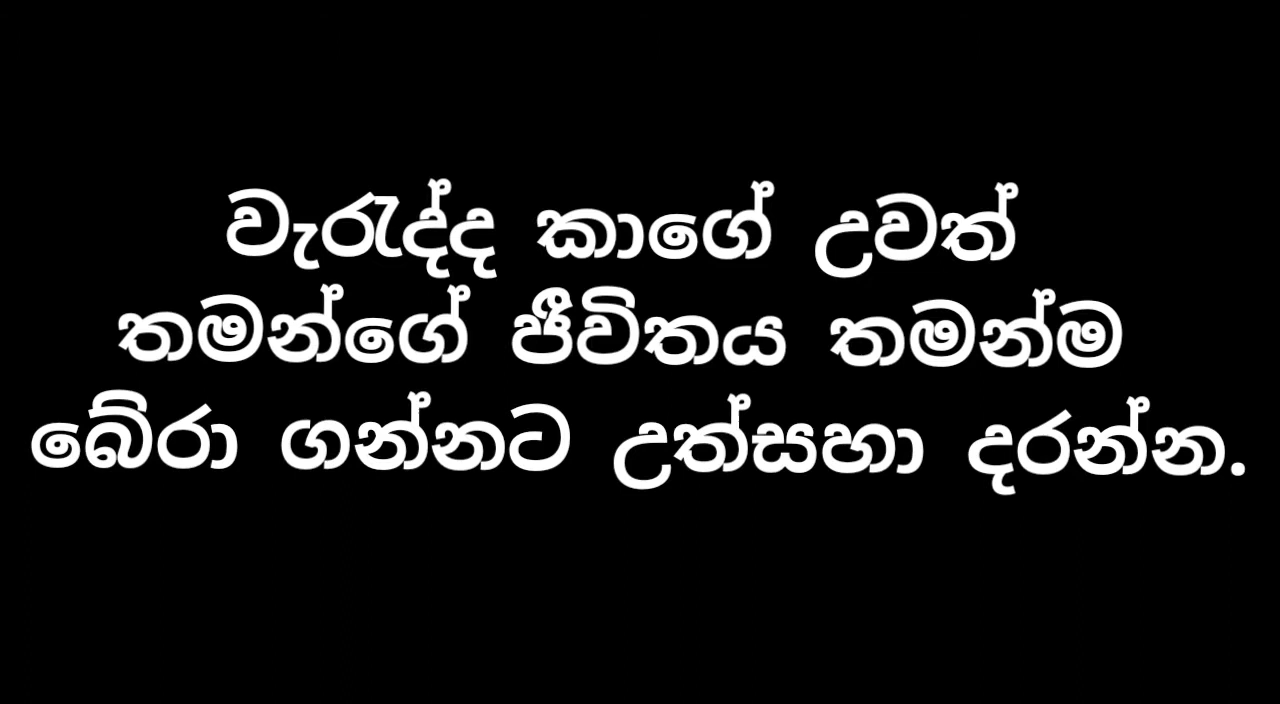 වැරැද්ද කාගේ උවත්
තමන්ගේ ජීවිතය තමන්ම
බේරා ගන්නට උත්සහා දරන්න.